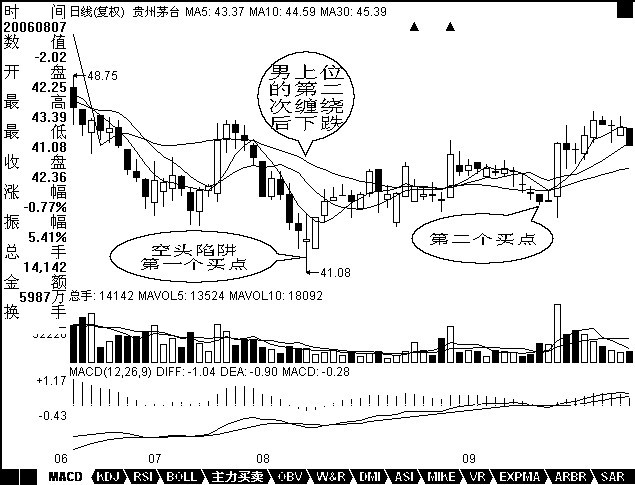 时 间 日线(复权) 贵州茅台 MA5: 43.37 MA10: 44.59 MA30: 45.39
20060807
数 值
-2.02
开 盘
42.25
最 高
43.39
最 低
41.08
收 盘
42.36
涨 幅
-0.77%
振 幅
5.41%
总 手
14,142
金 额
5987万
换 手
48.75
男上位
的第二
次缠绕
后下跌
空头陷阱
第一个买点
第二个买点
41.08
总手: 14142 MAVOL5: 13524 MAVOL10: 18092
MACD(12,26,9) DIFF: -1.04 DEA: -0.90 MACD: -0.28
+1.17
-0.43
06 07 08 09
MACD KDJ RSI BOLL 主力买卖 OBV W&R DMI ASI MIKE VR EXPMA ARBR SAR